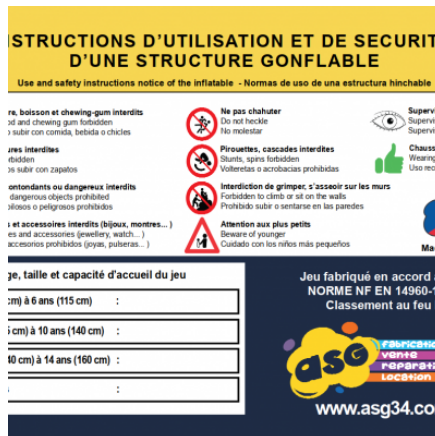 NSTRUCTIONS D'UTILISATION ET DE SECURIT
D'UNE STRUCTURE GONFLABLE
Use and safety instructions notice of the inflatable - Normas de uso de una estructura hinchable
re, boisson et chewing-gum interdits
od and chewing gum forbidden
o subir con comida, bebida o chicles
ures interdites
rbidden
os subir con zapatos
contondants ou dangereux interdits
dangerous objects prohibited
pilosos o peligrosos prohibidos
s et accessoires interdits (bijoux, montres... )
es and accessories (jewellery, watch... )
accesorios prohibidos (joyas, pulseras... )
Ne pas chahuter
Do not heckle
No molestar
Pirouettes, cascades interdites
Stunts, spins forbidden
Volteretas o acrobacias prohibidas
Interdiction de grimper, s'asseoir sur les murs
Forbidden to climb or sit on the walls
Prohibido subir o sentarse en las paredes
Attention aux plus petits
Beware of younger
Cuidado con los niños más pequeños
Supervi
Supervi
Supervi
Chauss
Wearing
Uso rec
Ma
ge, taille et capacité d'accueil du jeu
cm) à 6 ans (115 cm) :
5 cm) à 10 ans (140 cm) :
40 cm) à 14 ans (160 cm) :
:
Jeu fabriqué en accord a
NORME NF EN 14960-1
Classement au feu
asg
fabricatio
vente
reparati
Location
www.asg34.co